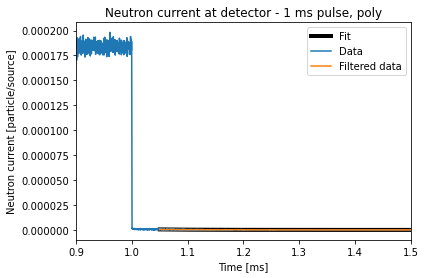 Neutron current at detector - 1 ms pulse, poly
Neutron current [particle/source]
0.000200
0.000175
0.000150
0.000125
0.000100
0.000075
0.000050
0.000025
0.000000
Fit
Data
Filtered data
0.9
1.0
1.1
1.2
1.3
1.4
1.5
Time [ms]